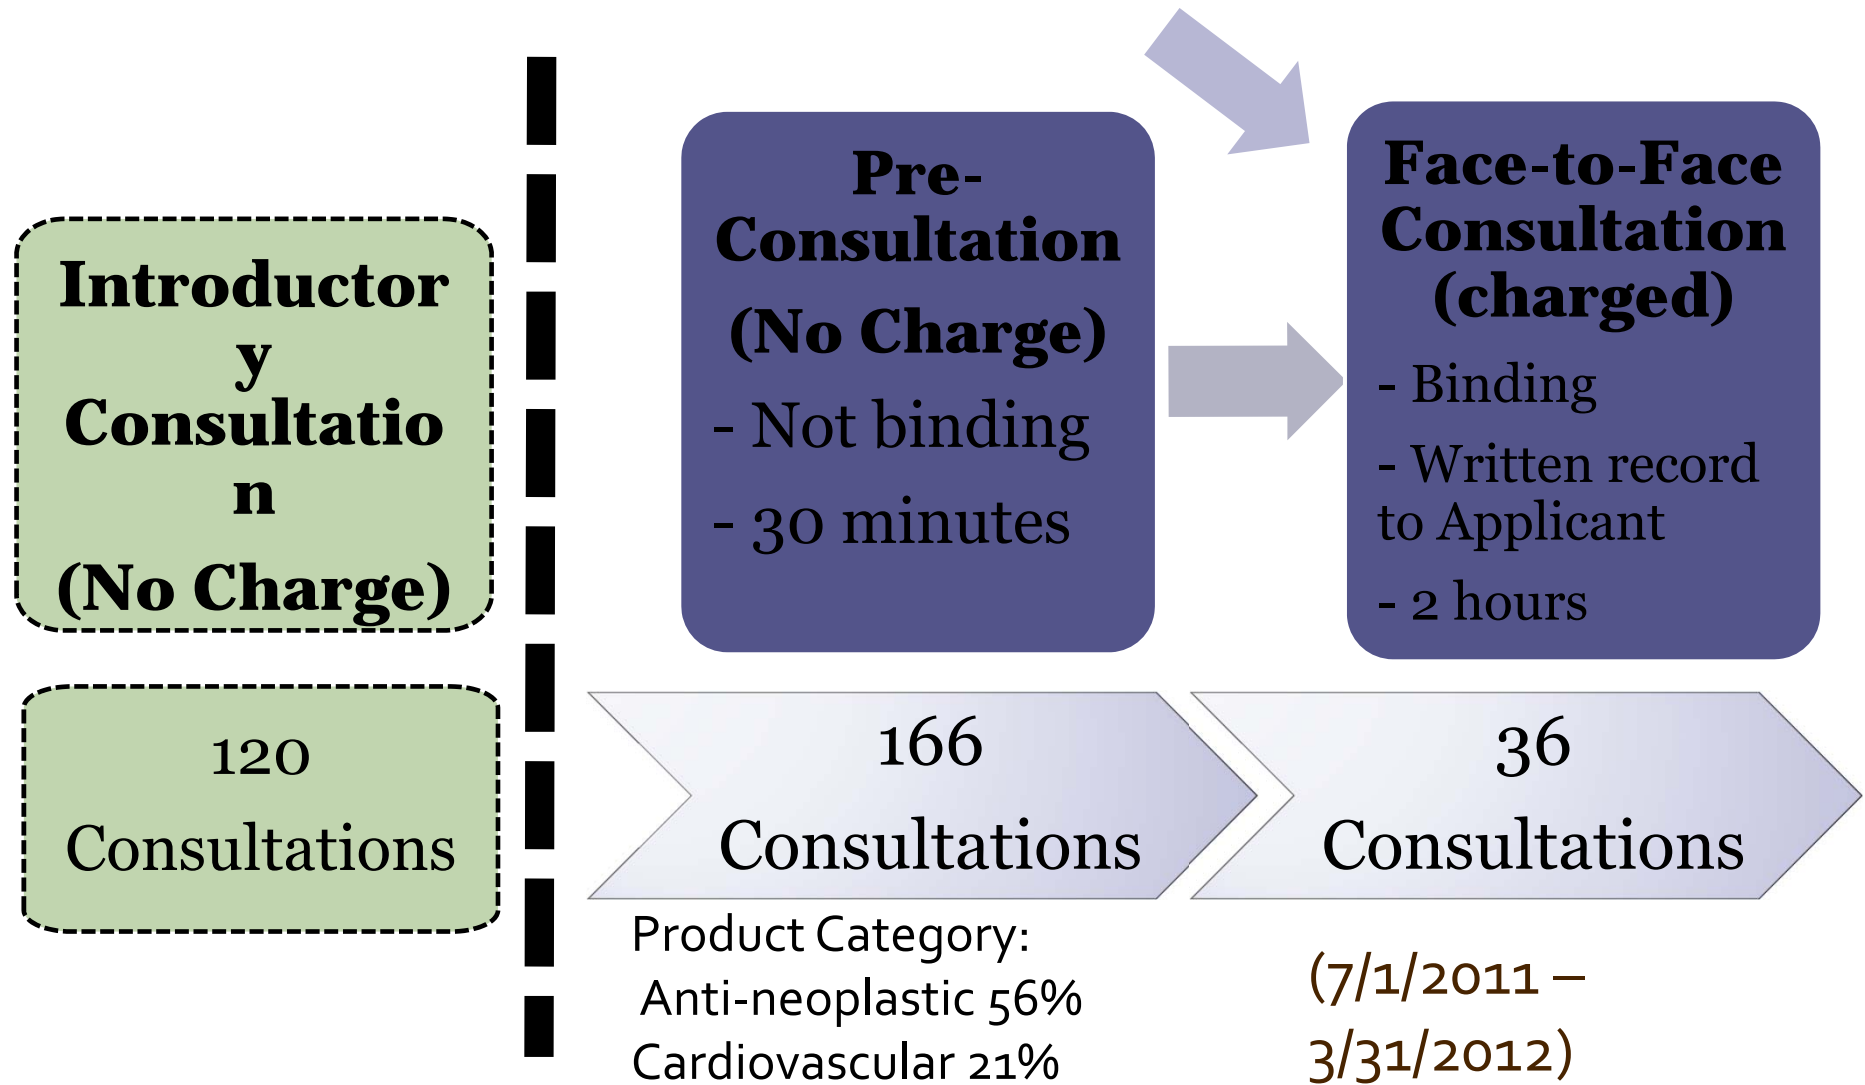 Introductor
y
Consultatio
n
(No Charge)
120
Consultations
Pre-
Consultation
(No Charge)
- Not binding
- 30 minutes
166
Consultations
Product Category:
Anti-neoplastic 56%
Cardiovascular 21%
Face-to-Face
Consultation
(charged)
- Binding
- Written record
to Applicant
- 2 hours
36
Consultations
(7/1/2011 –
3/31/2012)